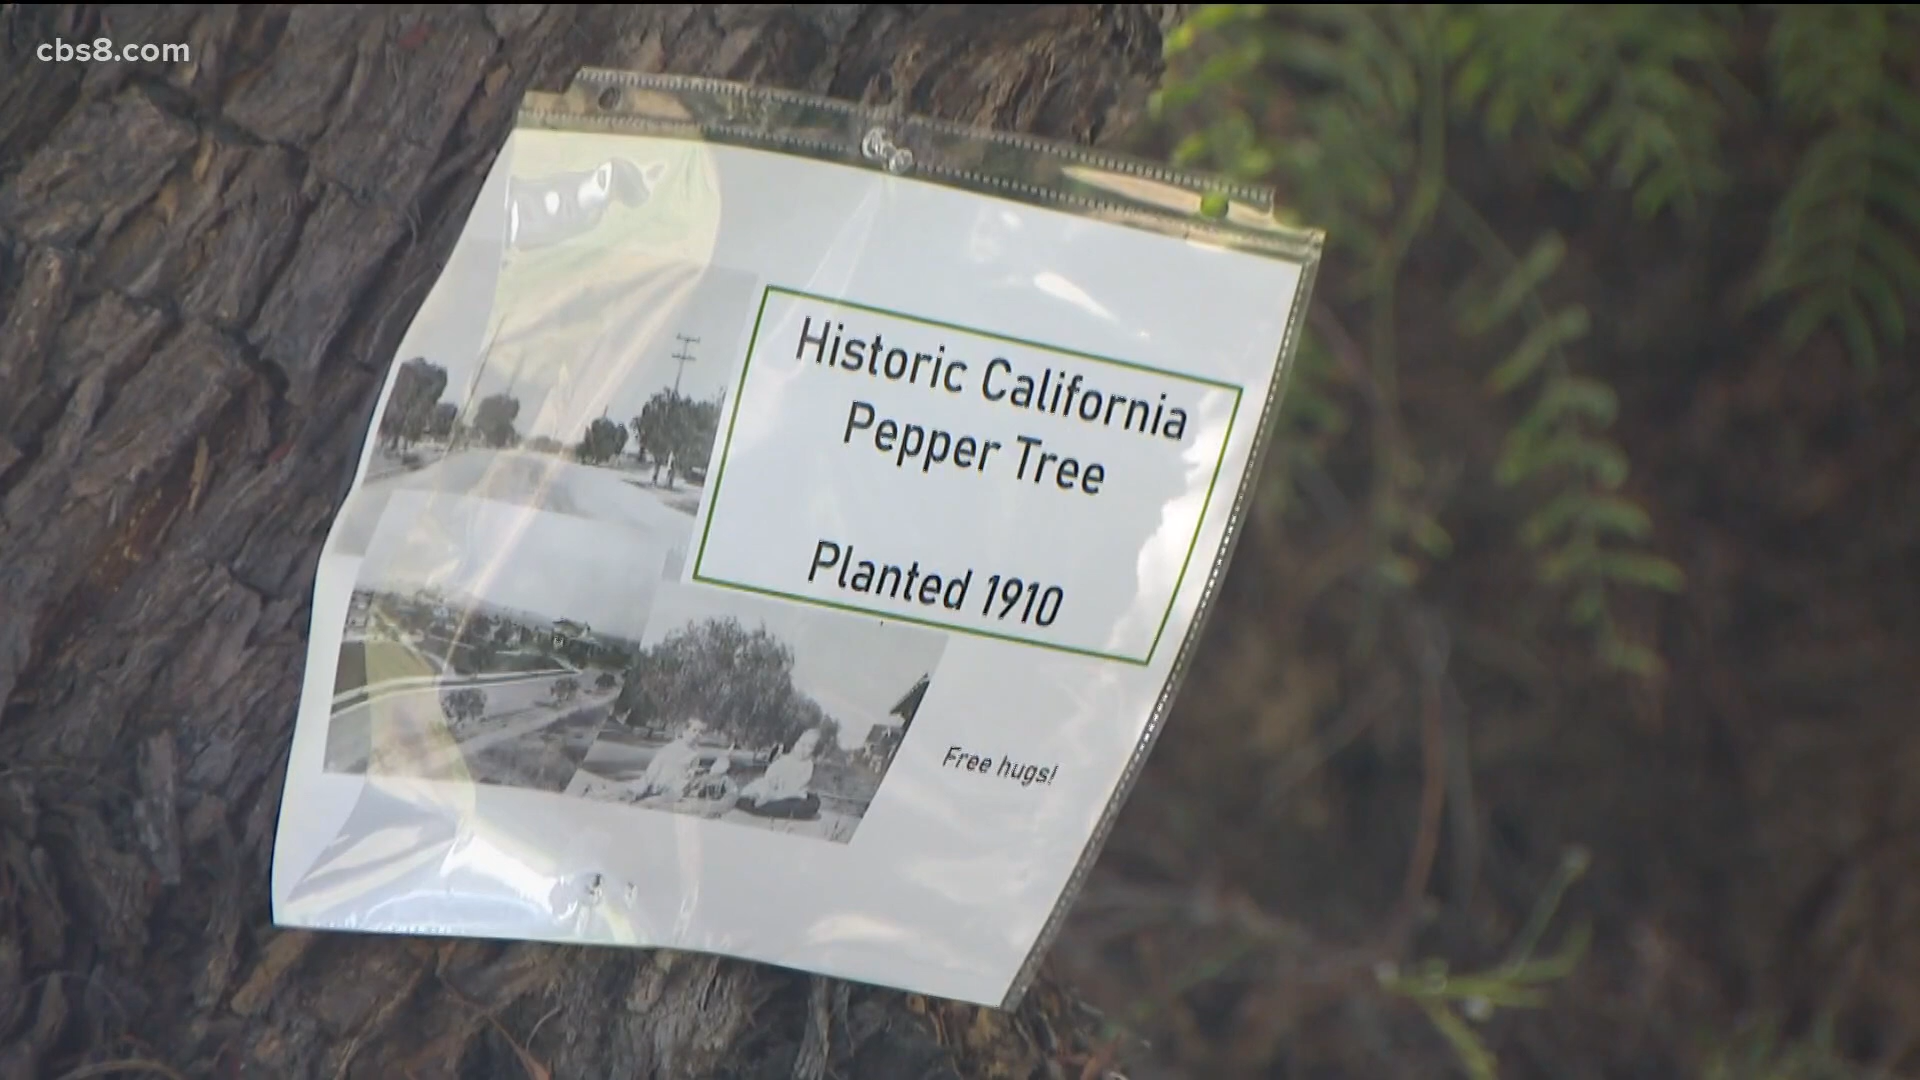 cbs8.com
Historic California
Pepper Tree
Planted 1910
Free hugs!